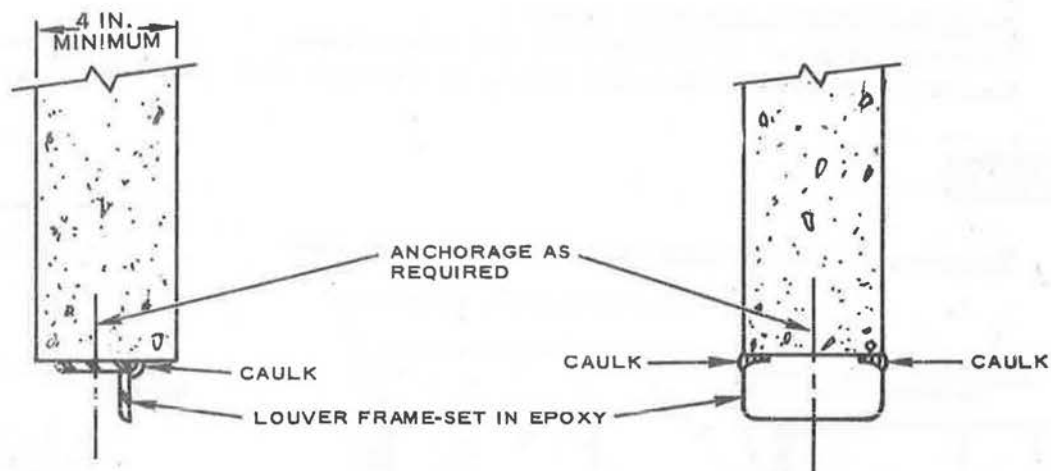 4 IN.
MINIMUM
ANCHORAGE AS
REQUIRED
CAULK
CAULK
CAULK
LOUVER FRAME-SET IN EPOXY